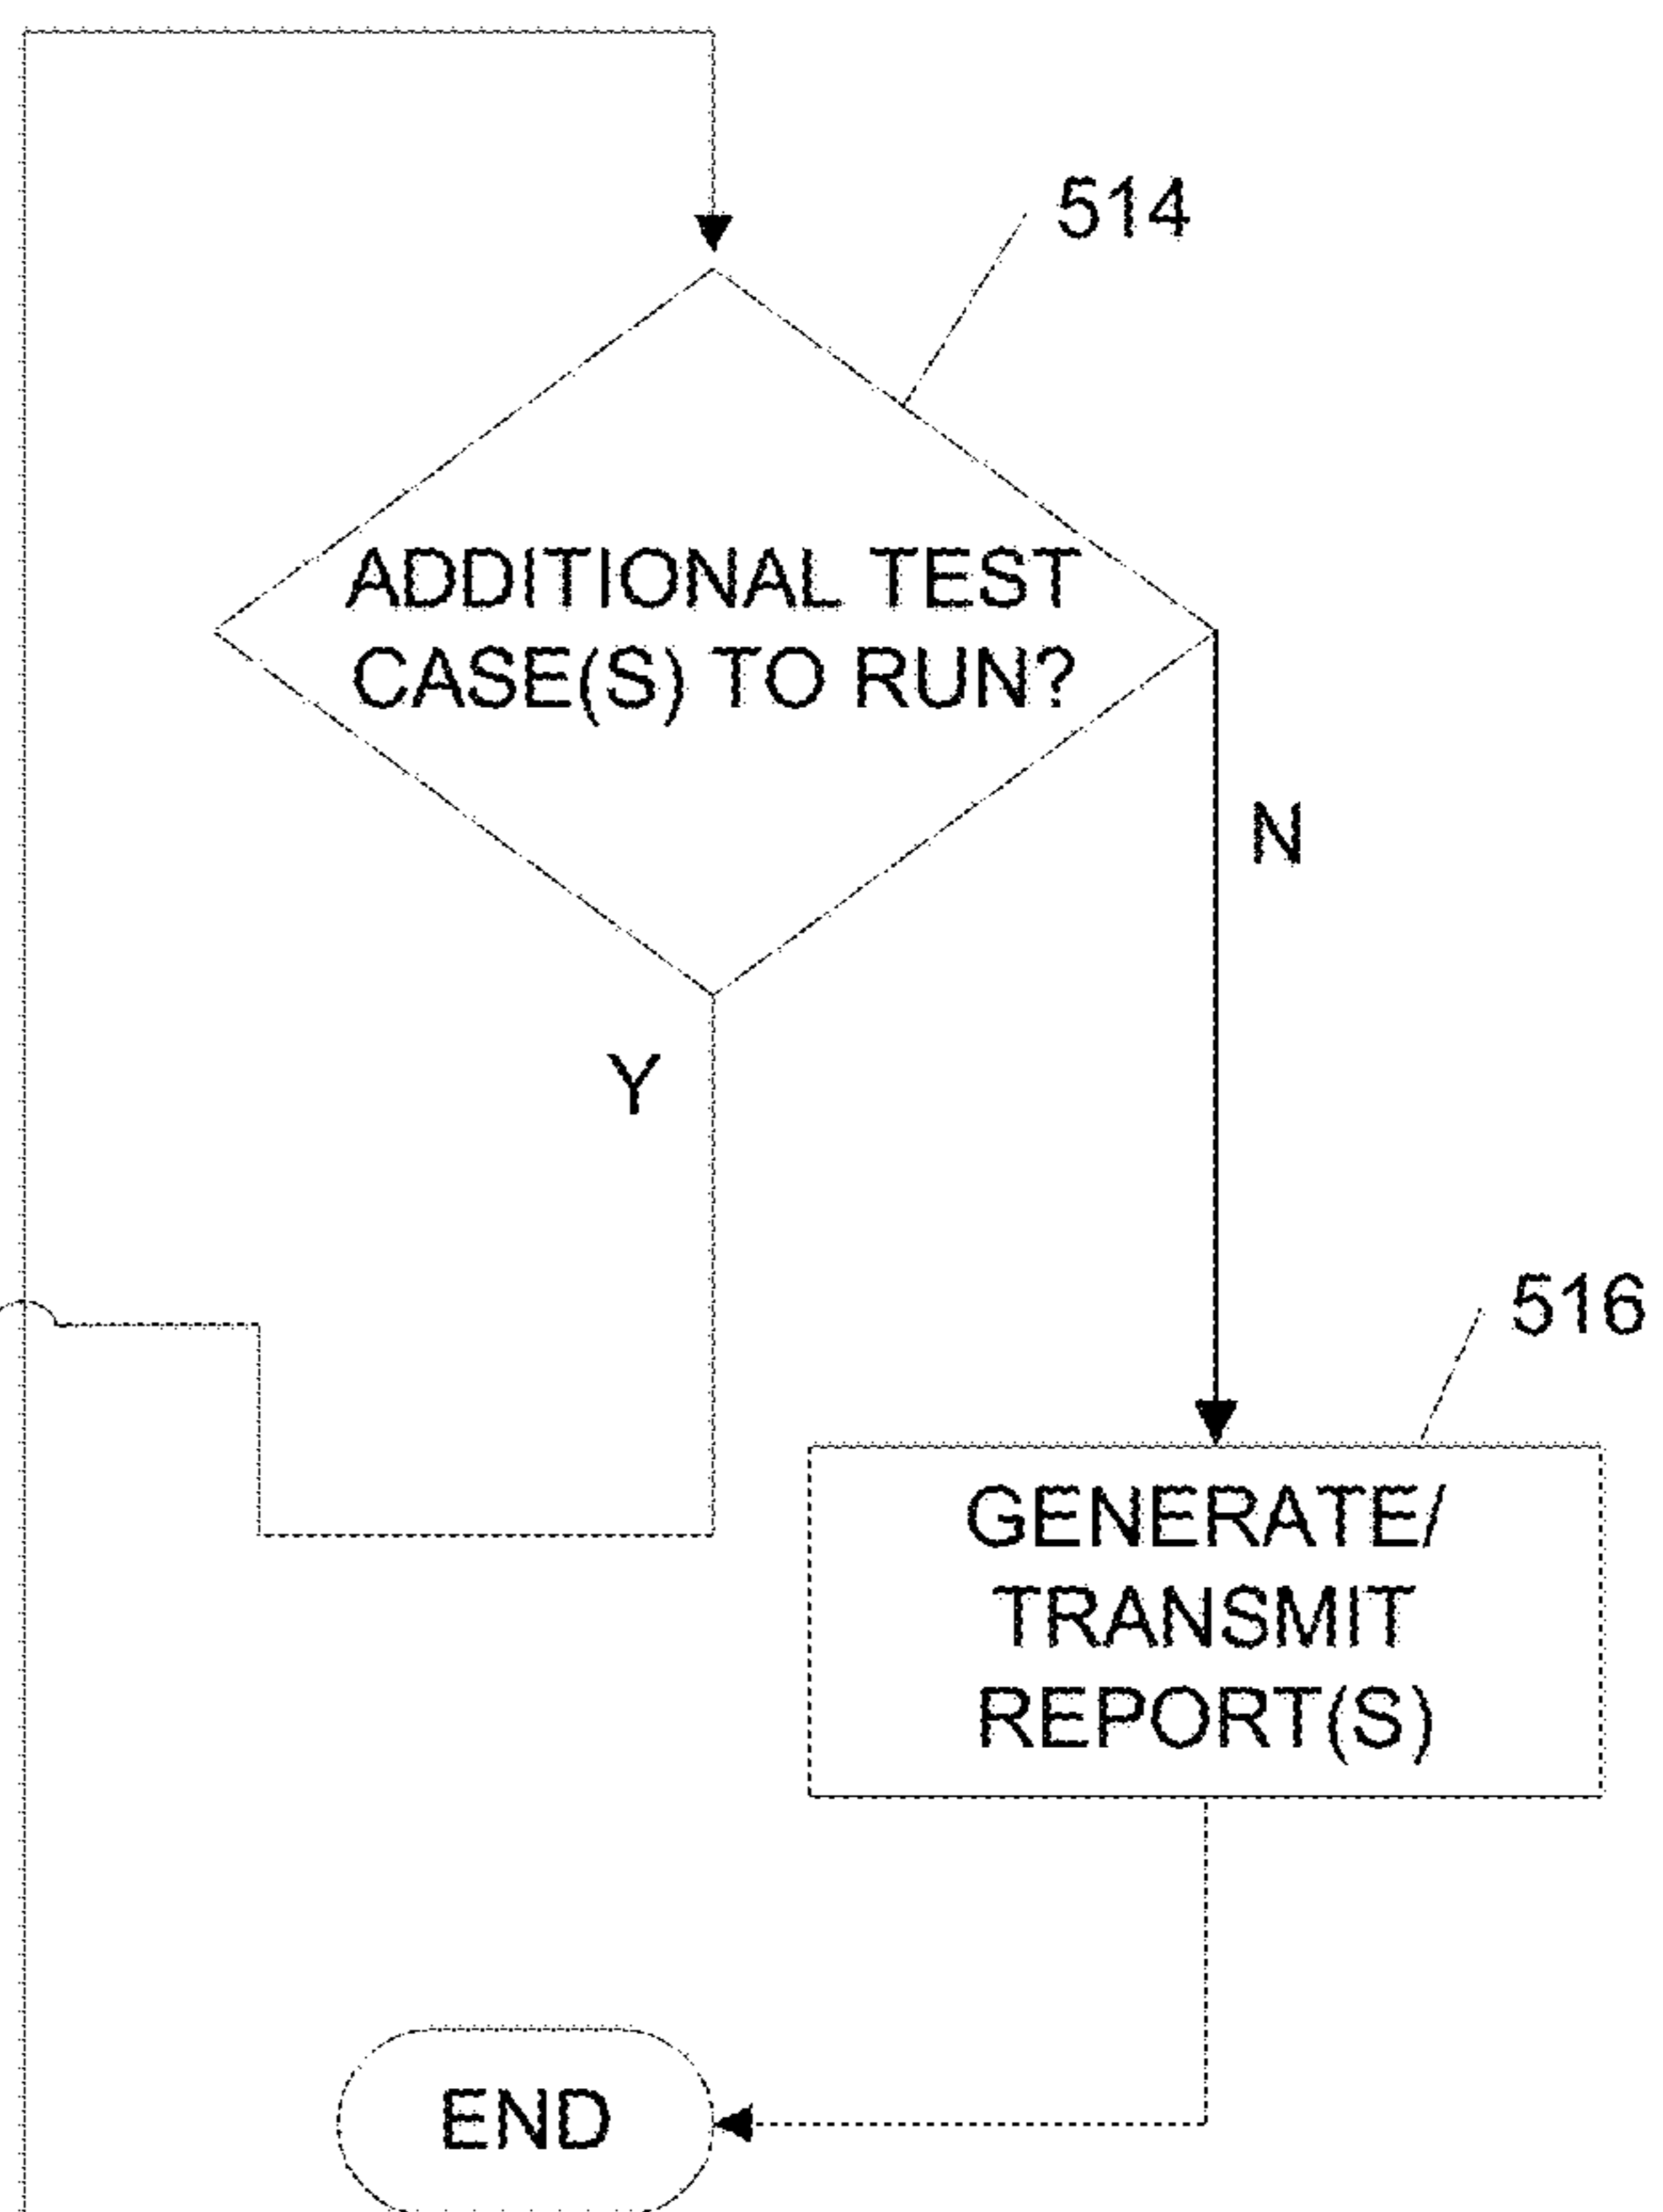 514
ADDITIONAL TEST
CASE(S) TO RUN?
N
Y
516
GENERATE/
TRANSMIT
REPORT(S)
END